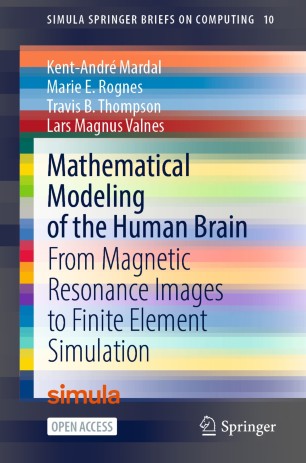 SIMULA SPRINGER BRIEFS ON COMPUTING 10
Kent-André Mardal
Marie E. Rognes
Travis B. Thompson
Lars Magnus Valnes
Mathematical
Modeling
of the Human Brain
From Magnetic
Resonance Images
to Finite Element
Simulation
simula
OPEN ACCESS
Springer